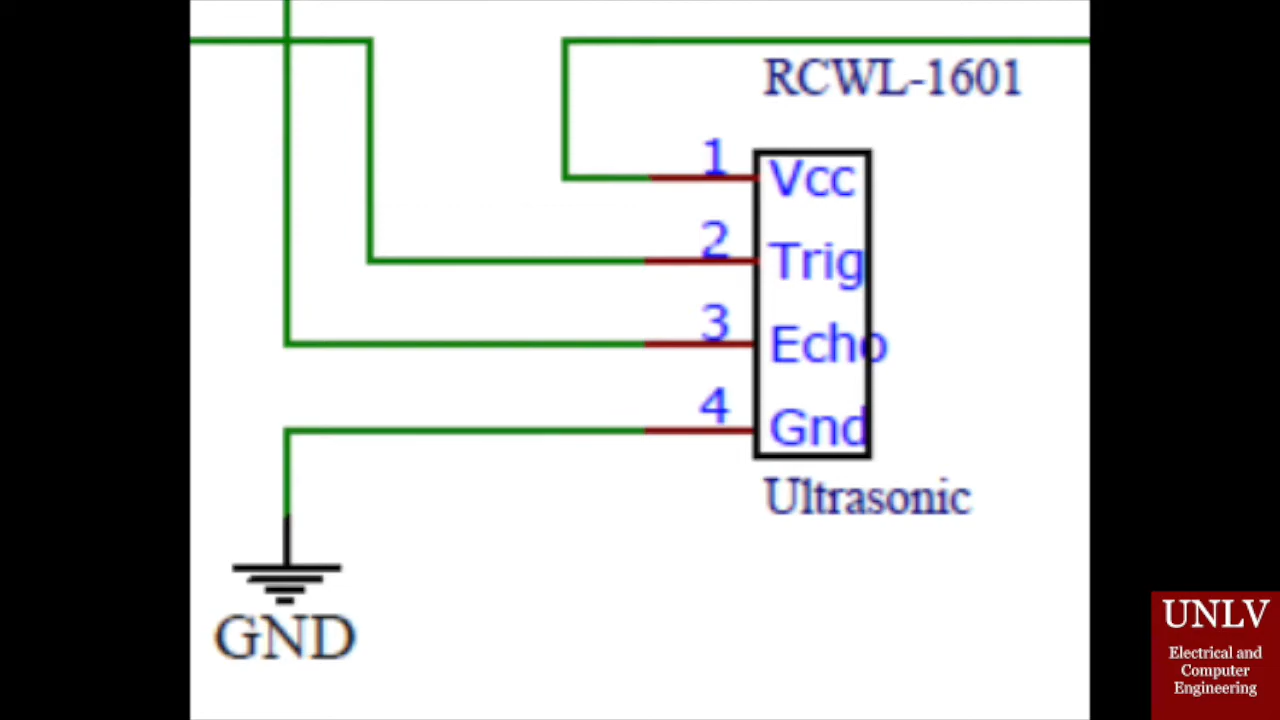 RCWL-1601
1 Vcc
2 Trig
3 Echo
4 Gnd
Ultrasonic
GND
UNLV
Electrical and
Computer
Engineering